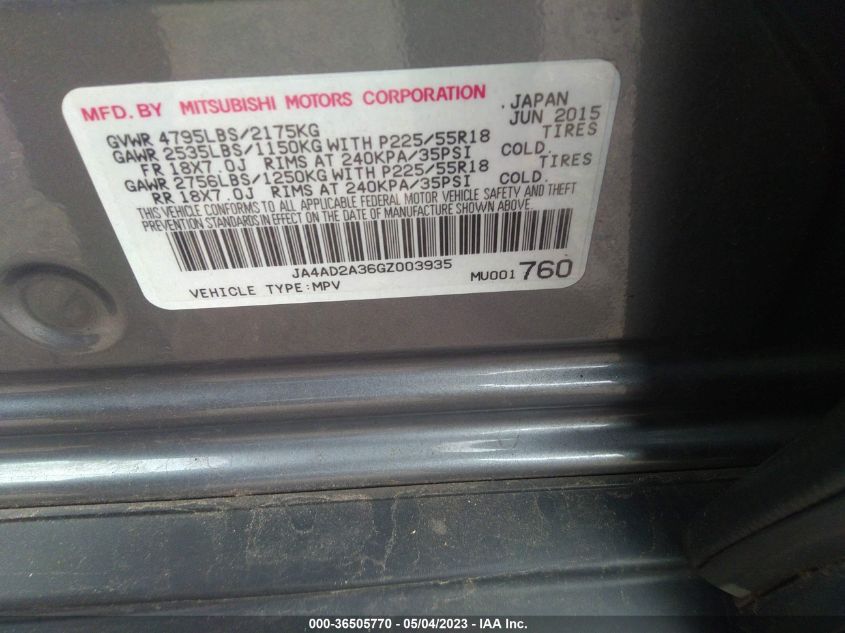 MFD. BY MITSUBISHI MOTORS CORPORATION . JAPAN
JUN 2015
GVWR 4795LBS/2175KG
GAWR 2535LBS/1150KG WITH P225/55R18 TIRES
FR 18X7.0J RIMS AT 240KPA/35PSI COLD.
GAWR 2756LBS/1250KG WITH P225/55R18 TIRES
RR 18X7.0J RIMS AT 240KPA/35PSI COLD.
THIS VEHICLE CONFORMS TO ALL APPLICABLE FEDERAL MOTOR VEHICLE SAFETY AND THEFT
PREVENTION STANDARDS IN EFFECT ON THE DATE OF MANUFACTURE SHOWN ABOVE.
JA4AD2A36GZ003935
MU001 760
VEHICLE TYPE:MPV
000-36505770 - 05/04/2023 - IAA Inc.